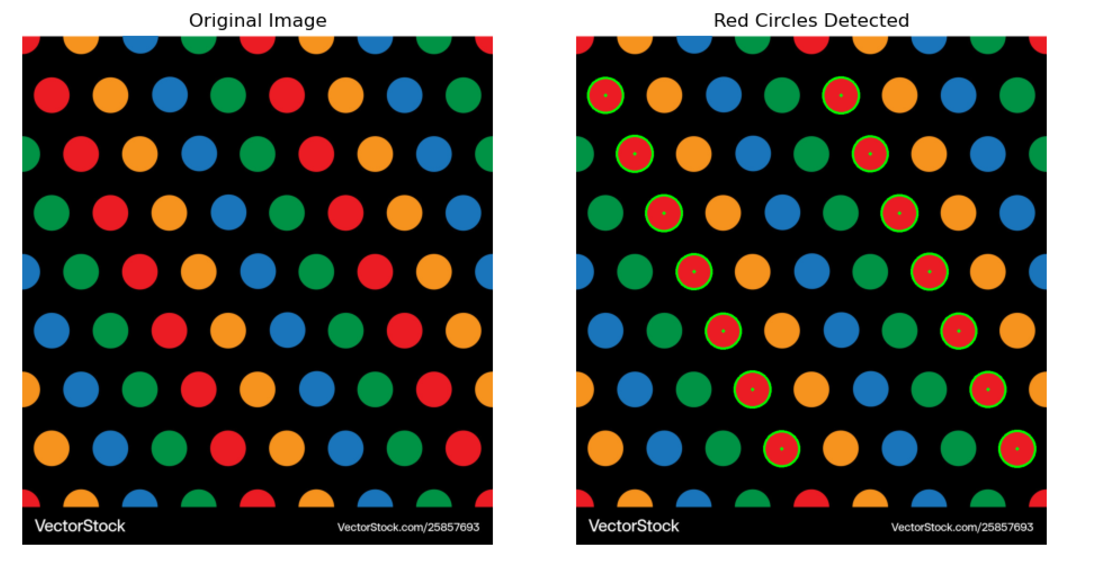 Original Image
Red Circles Detected
VectorStock
VectorStock.com/25857693
VectorStock
VectorStock.com/25857693